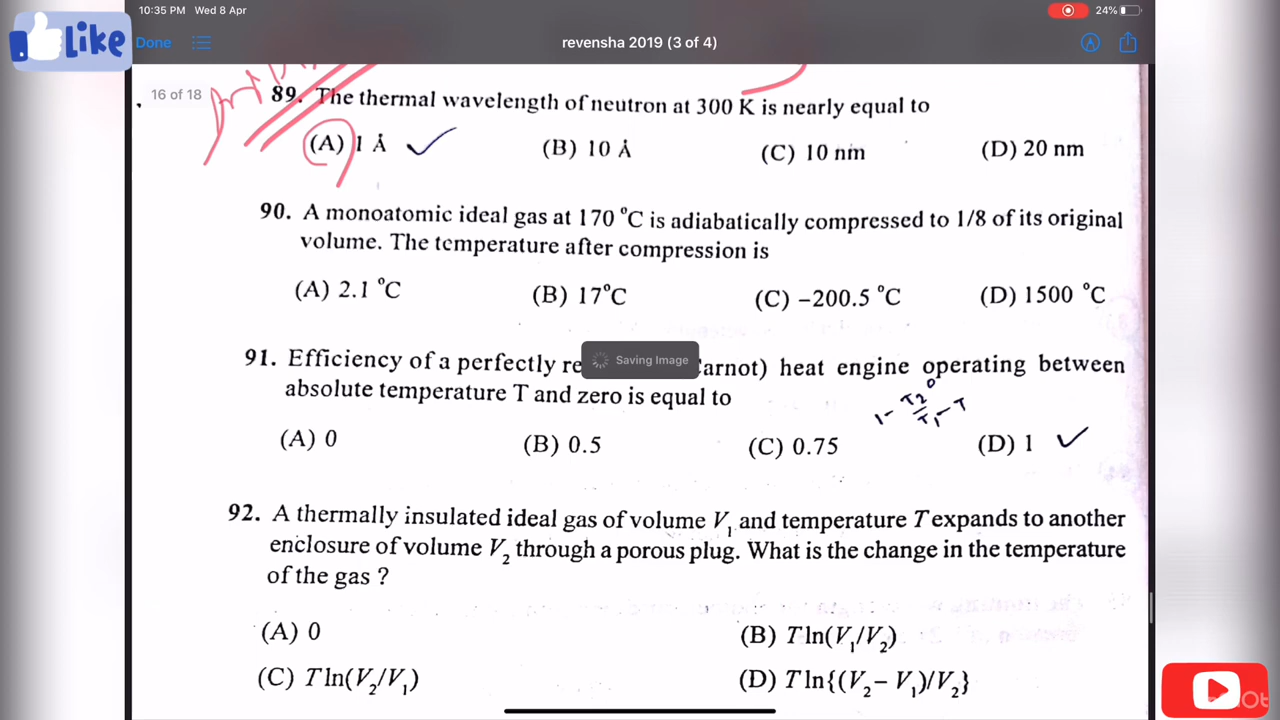 10:35 PM Wed 8 Apr
24%
Like
Done
revensha 2019 (3 of 4)
16 of 18
89. The thermal wavelength of neutron at 300 K is nearly equal to
(A) 1 Å (B) 10 Å (C) 10 nm (D) 20 nm
90. A monoatomic ideal gas at 170 °C is adiabatically compressed to 1/8 of its original
volume. The temperature after compression is
(A) 2.1 °C (B) 17°C (C) –200.5 °C (D) 1500 °C
91. Efficiency of a perfectly re Carnot) heat engine operating between
Saving Image
absolute temperature T and zero is equal to
1 - T₂ 0
T₁ - T
(A) 0 (B) 0.5 (C) 0.75 (D) 1
92. A thermally insulated ideal gas of volume V₁ and temperature T expands to another
enclosure of volume V₂ through a porous plug. What is the change in the temperature
of the gas ?
(A) 0 (B) T ln(V₁/V₂)
(C) T ln(V₂/V₁) (D) T ln{(V₂ – V₁)/V₂}